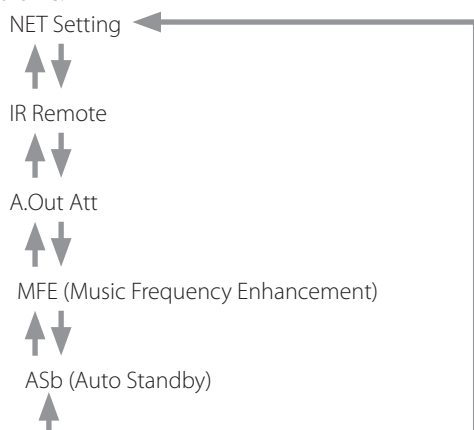 NET Setting
IR Remote
A.Out Att
MFE (Music Frequency Enhancement)
ASb (Auto Standby)